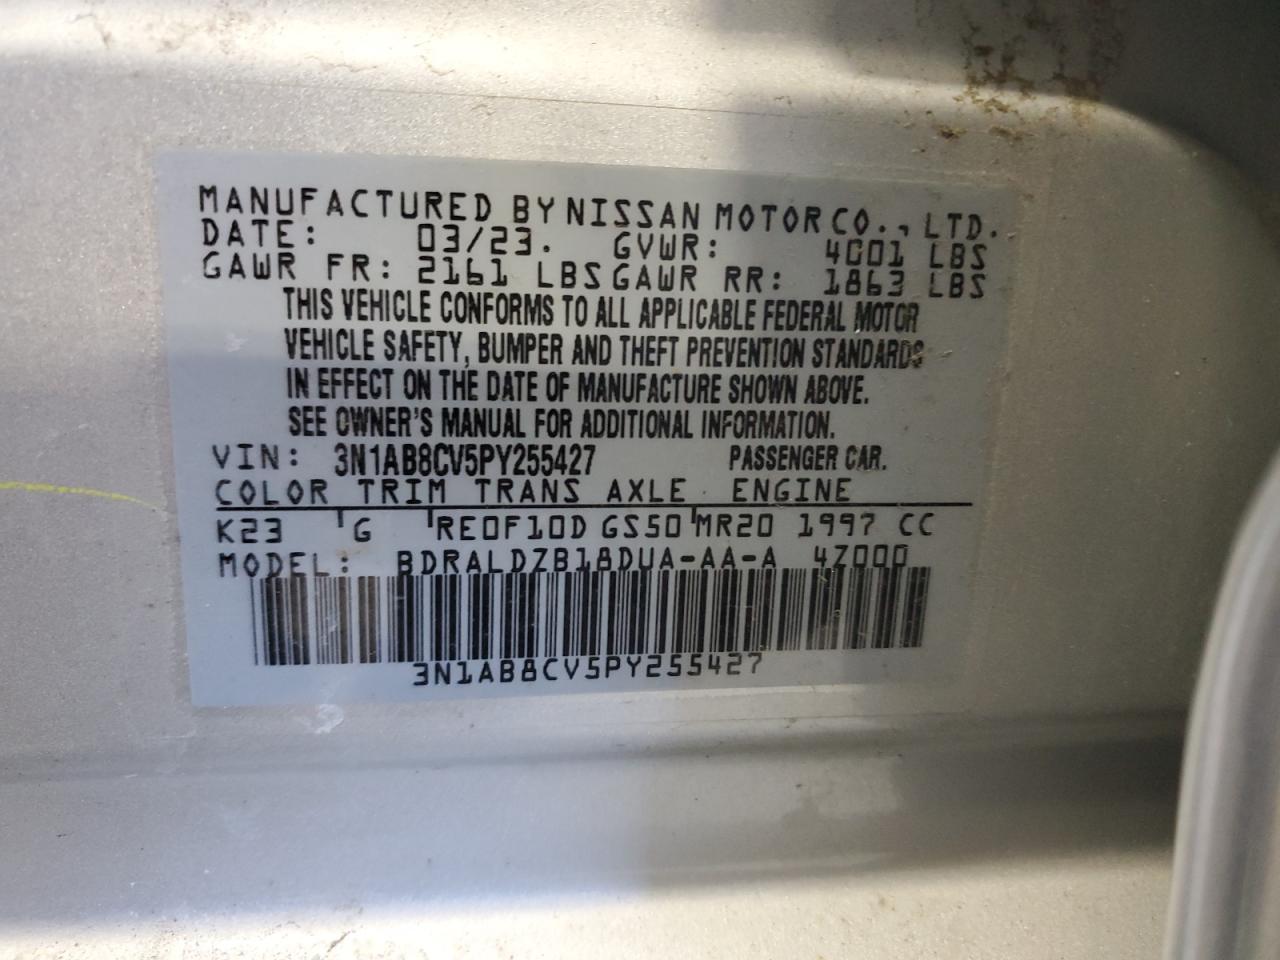 MANUFACTURED BY NISSAN MOTOR CO., LTD.
DATE: 03/23. GVWR: 4001 LBS
GAWR FR: 2161 LBS GAWR RR: 1863 LBS
THIS VEHICLE CONFORMS TO ALL APPLICABLE FEDERAL MOTOR
VEHICLE SAFETY, BUMPER AND THEFT PREVENTION STANDARDS
IN EFFECT ON THE DATE OF MANUFACTURE SHOWN ABOVE.
SEE OWNER'S MANUAL FOR ADDITIONAL INFORMATION.
VIN: 3N1AB8CV5PY255427 PASSENGER CAR.
COLOR TRIM TRANS AXLE ENGINE
K23 G RE0F10D GS50 MR20 1997 CC
MODEL: BDRALDZB18DUA-AA-A 4Z000
3N1AB8CV5PY255427